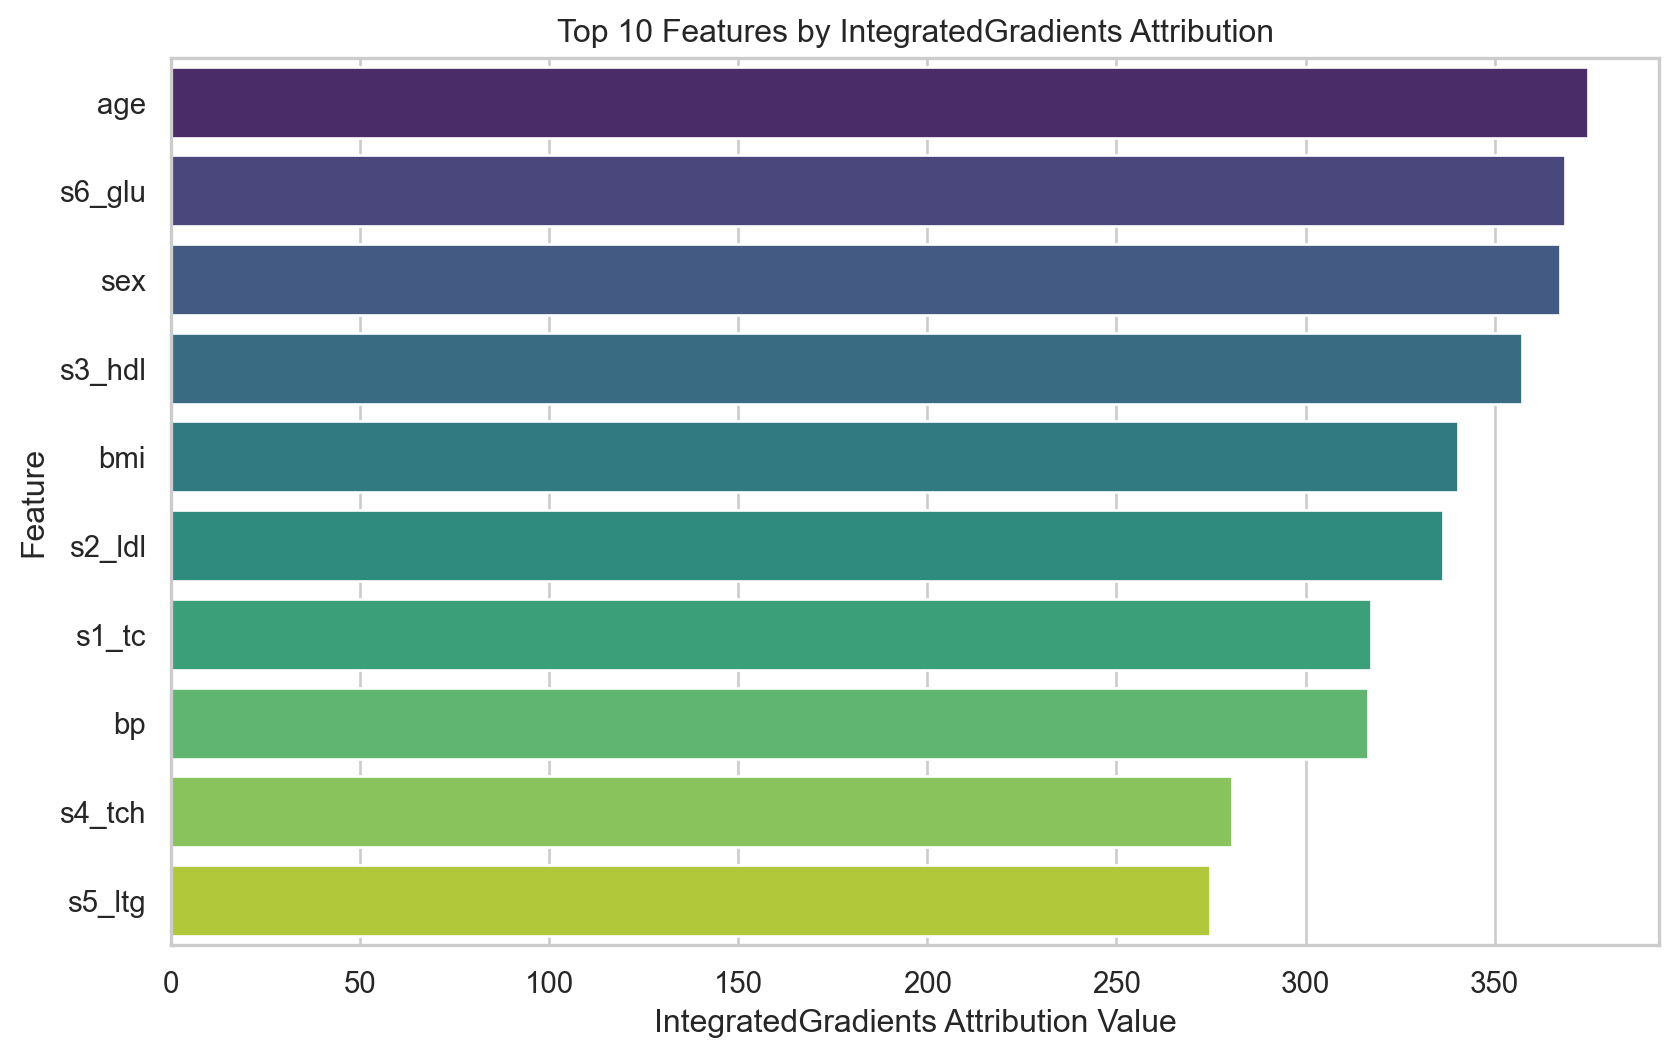 Top 10 Features by IntegratedGradients Attribution
Feature
age
s6_glu
sex
s3_hdl
bmi
s2_ldl
s1_tc
bp
s4_tch
s5_ltg
0 50 100 150 200 250 300 350
IntegratedGradients Attribution Value